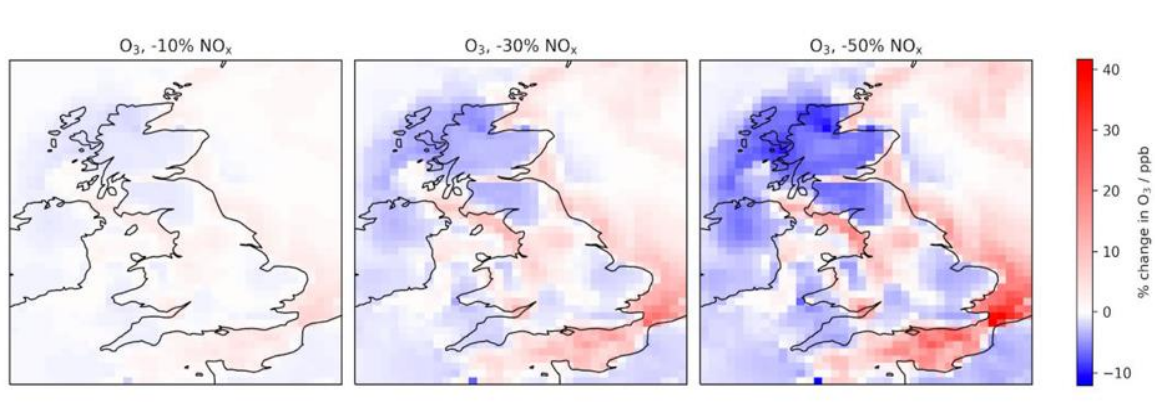 O₃, -10% NOₓ
O₃, -30% NOₓ
O₃, -50% NOₓ
40
30
20
10
0
−10
% change in O₃ / ppb